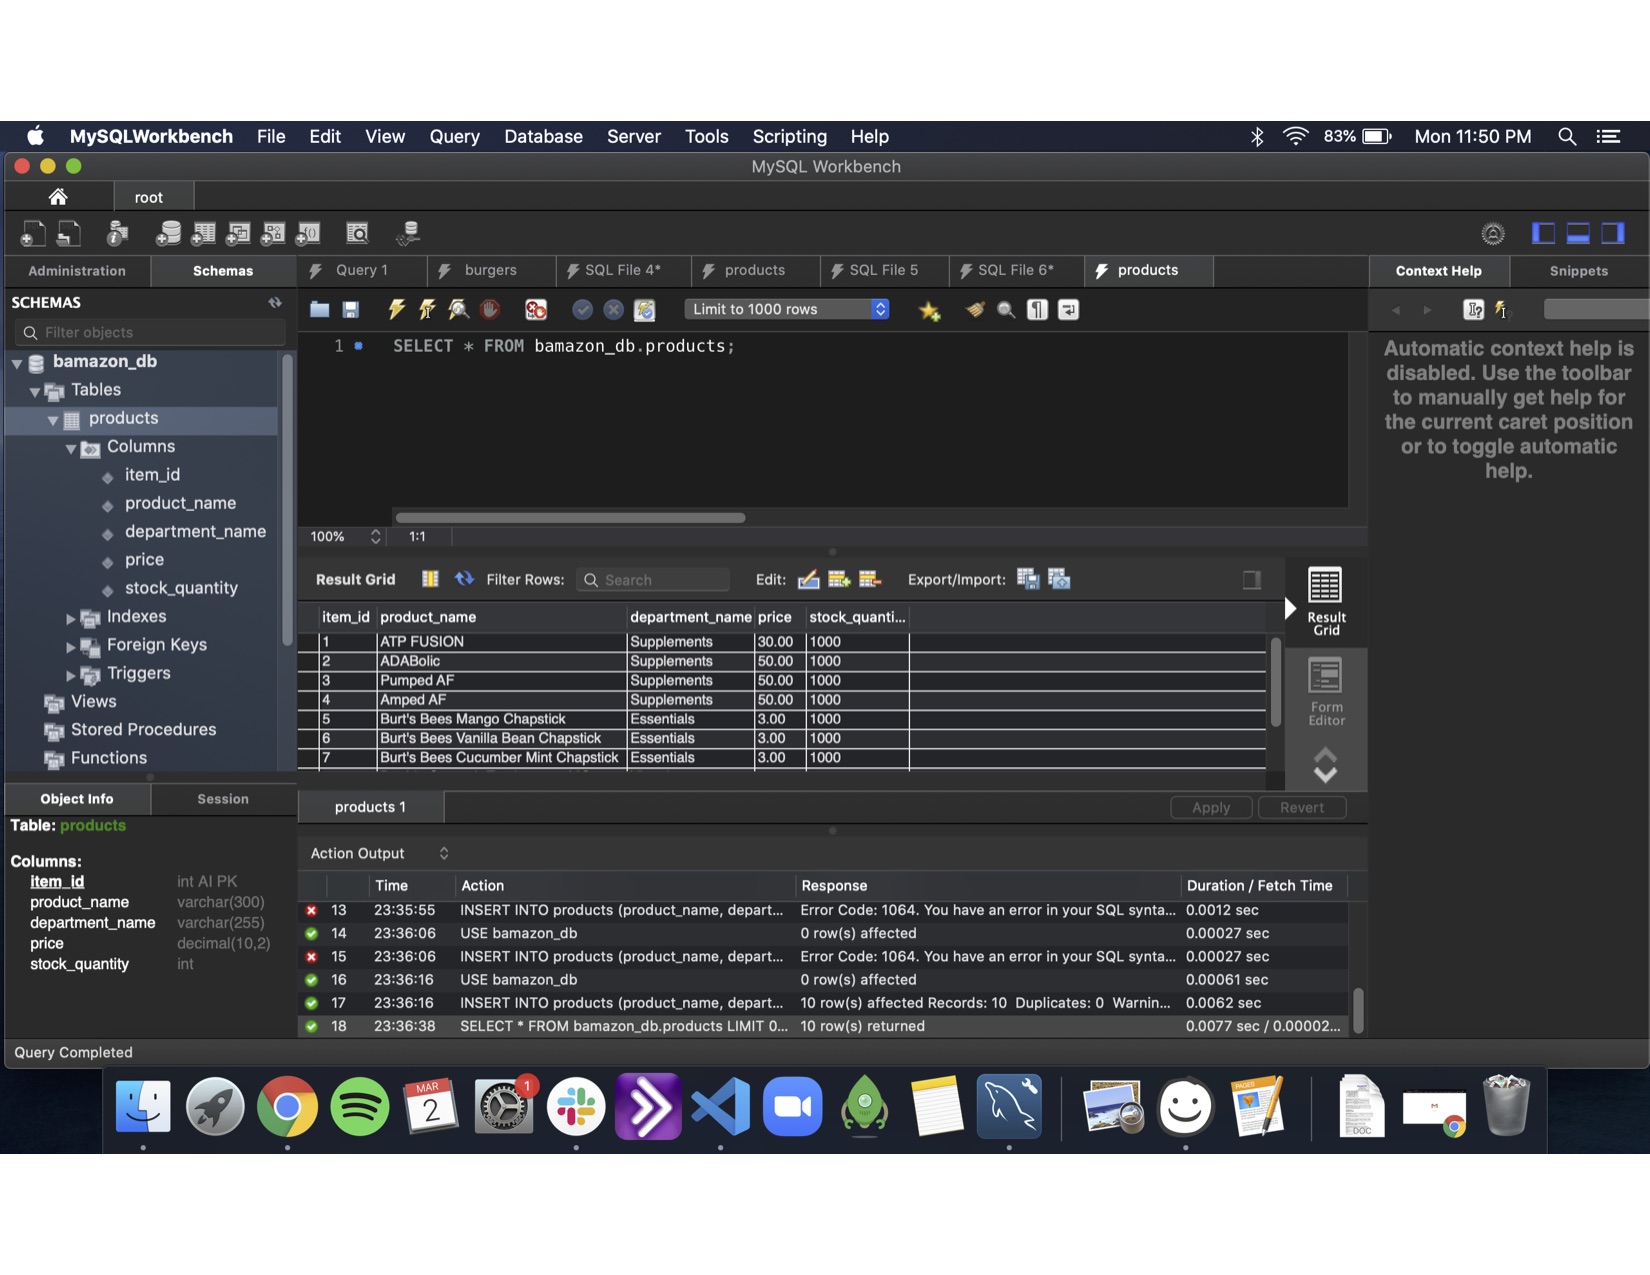 MySQLWorkbench File Edit View Query Database Server Tools Scripting Help 83% Mon 11:50 PM
MySQL Workbench
root
Administration Schemas Query 1 burgers SQL File 4* products SQL File 5 SQL File 6* products Context Help Snippets
SCHEMAS
Limit to 1000 rows
Filter objects
1 SELECT * FROM bamazon_db.products;
Automatic context help is
disabled. Use the toolbar
to manually get help for
the current caret position
or to toggle automatic
help.
bamazon_db
Tables
products
Columns
item_id
product_name
department_name
price
stock_quantity
Indexes
Foreign Keys
Triggers
Views
Stored Procedures
Functions
100% 1:1
Result Grid Filter Rows: Search Edit: Export/Import:
item_id product_name department_name price stock_quanti...
1 ATP FUSION Supplements 30.00 1000
2 ADABolic Supplements 50.00 1000
3 Pumped AF Supplements 50.00 1000
4 Amped AF Supplements 50.00 1000
5 Burt's Bees Mango Chapstick Essentials 3.00 1000
6 Burt's Bees Vanilla Bean Chapstick Essentials 3.00 1000
7 Burt's Bees Cucumber Mint Chapstick Essentials 3.00 1000
Result
Grid
Form
Editor
products 1 Apply Revert
Object Info Session
Table: products
Columns:
item_id int AI PK
product_name varchar(300)
department_name varchar(255)
price decimal(10,2)
stock_quantity int
Action Output
Time Action Response Duration / Fetch Time
13 23:35:55 INSERT INTO products (product_name, depart... Error Code: 1064. You have an error in your SQL synta... 0.0012 sec
14 23:36:06 USE bamazon_db 0 row(s) affected 0.00027 sec
15 23:36:06 INSERT INTO products (product_name, depart... Error Code: 1064. You have an error in your SQL synta... 0.00027 sec
16 23:36:16 USE bamazon_db 0 row(s) affected 0.00061 sec
17 23:36:16 INSERT INTO products (product_name, depart... 10 row(s) affected Records: 10 Duplicates: 0 Warnin... 0.0062 sec
18 23:36:38 SELECT * FROM bamazon_db.products LIMIT 0... 10 row(s) returned 0.0077 sec / 0.00002...
Query Completed
MAR
2
1
PAGES
DOC